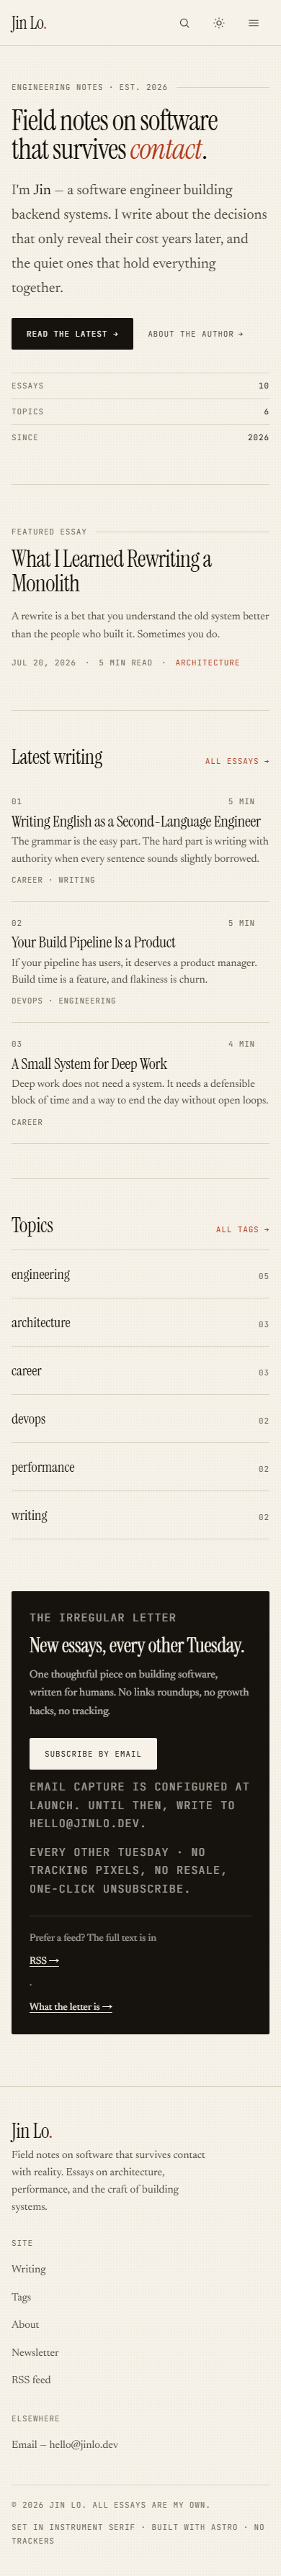 Jin Lo.
ENGINEERING NOTES · EST. 2026
Field notes on software
that survives contact.
I'm Jin — a software engineer building
backend systems. I write about the decisions
that only reveal their cost years later, and
the quiet ones that hold everything
together.
READ THE LATEST →
ABOUT THE AUTHOR →
ESSAYS 10
TOPICS 6
SINCE 2026
FEATURED ESSAY
What I Learned Rewriting a
Monolith
A rewrite is a bet that you understand the old system better
than the people who built it. Sometimes you do.
JUL 20, 2026 · 5 MIN READ · ARCHITECTURE
Latest writing
ALL ESSAYS →
01 5 MIN
Writing English as a Second-Language Engineer
The grammar is the easy part. The hard part is writing with
authority when every sentence sounds slightly borrowed.
CAREER · WRITING
02 5 MIN
Your Build Pipeline Is a Product
If your pipeline has users, it deserves a product manager.
Build time is a feature, and flakiness is churn.
DEVOPS · ENGINEERING
03 4 MIN
A Small System for Deep Work
Deep work does not need a system. It needs a defensible
block of time and a way to end the day without open loops.
CAREER
Topics
ALL TAGS →
engineering 05
architecture 03
career 03
devops 02
performance 02
writing 02
THE IRREGULAR LETTER
New essays, every other Tuesday.
One thoughtful piece on building software,
written for humans. No links roundups, no growth
hacks, no tracking.
SUBSCRIBE BY EMAIL
EMAIL CAPTURE IS CONFIGURED AT
LAUNCH. UNTIL THEN, WRITE TO
HELLO@JINLO.DEV.
EVERY OTHER TUESDAY · NO
TRACKING PIXELS, NO RESALE,
ONE-CLICK UNSUBSCRIBE.
Prefer a feed? The full text is in
RSS →
.
What the letter is →
Jin Lo.
Field notes on software that survives contact
with reality. Essays on architecture,
performance, and the craft of building
systems.
SITE
Writing
Tags
About
Newsletter
RSS feed
ELSEWHERE
Email — hello@jinlo.dev
© 2026 JIN LO. ALL ESSAYS ARE MY OWN.
SET IN INSTRUMENT SERIF · BUILT WITH ASTRO · NO
TRACKERS